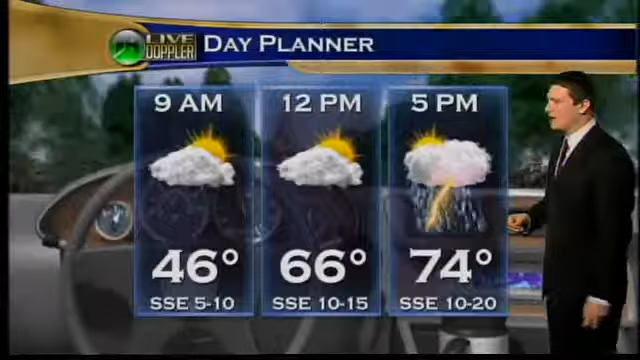 LIVE
DOPPLER
DAY PLANNER
9 AM
12 PM
5 PM
46°
66°
74°
SSE 5-10
SSE 10-15
SSE 10-20